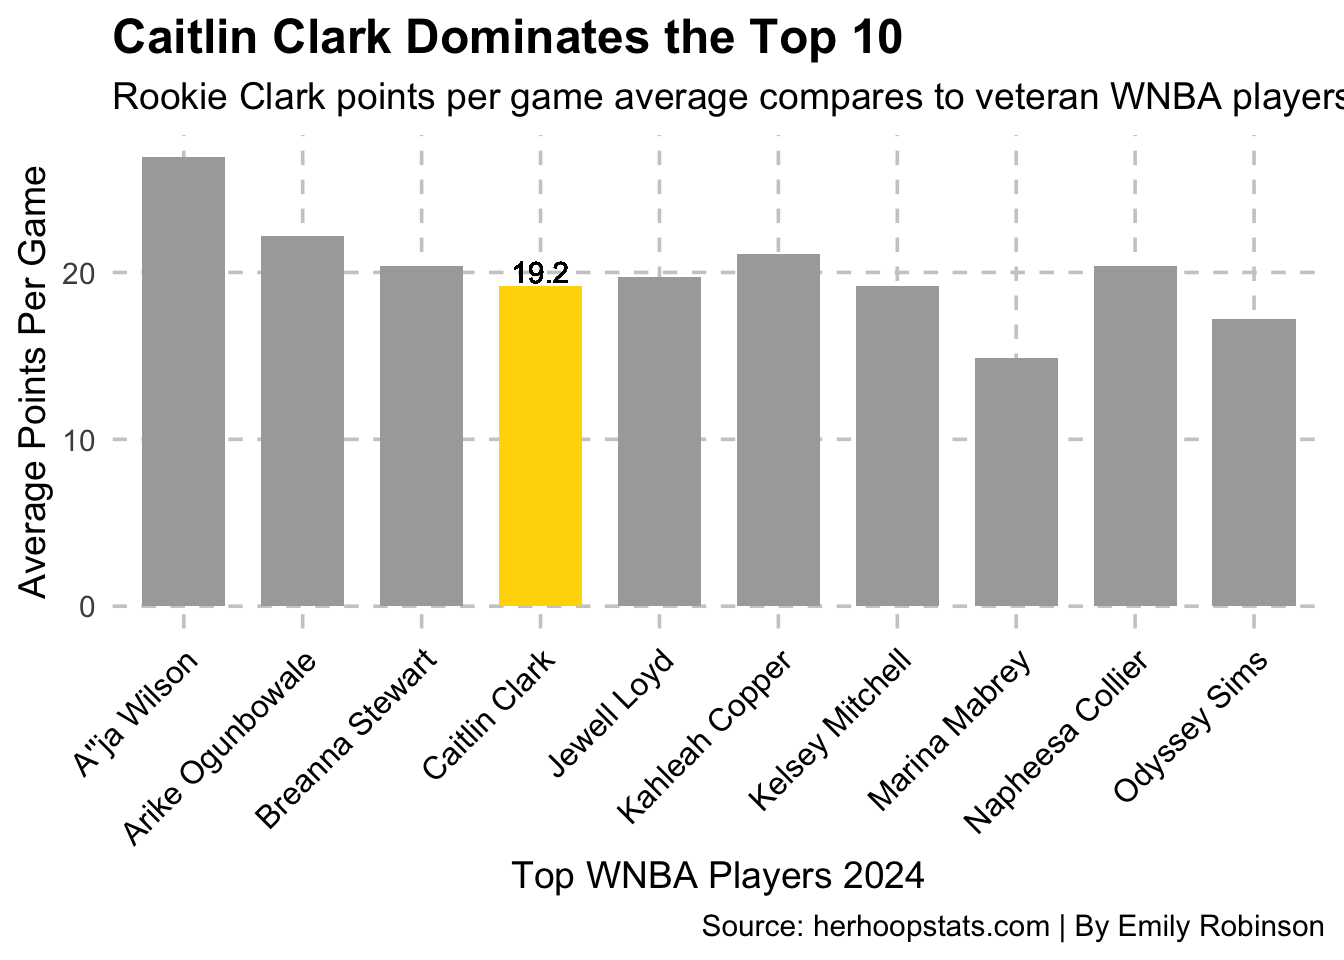 Caitlin Clark Dominates the Top 10
Rookie Clark points per game average compares to veteran WNBA players
Average Points Per Game
20
10
0
19.2
A"ja Wilson
Arike Ogunbowale
Breanna Stewart
Caitlin Clark
Jewell Loyd
Kahleah Copper
Kelsey Mitchell
Marina Mabrey
Napheesa Collier
Odyssey Sims
Top WNBA Players 2024
Source: herhoopstats.com | By Emily Robinson